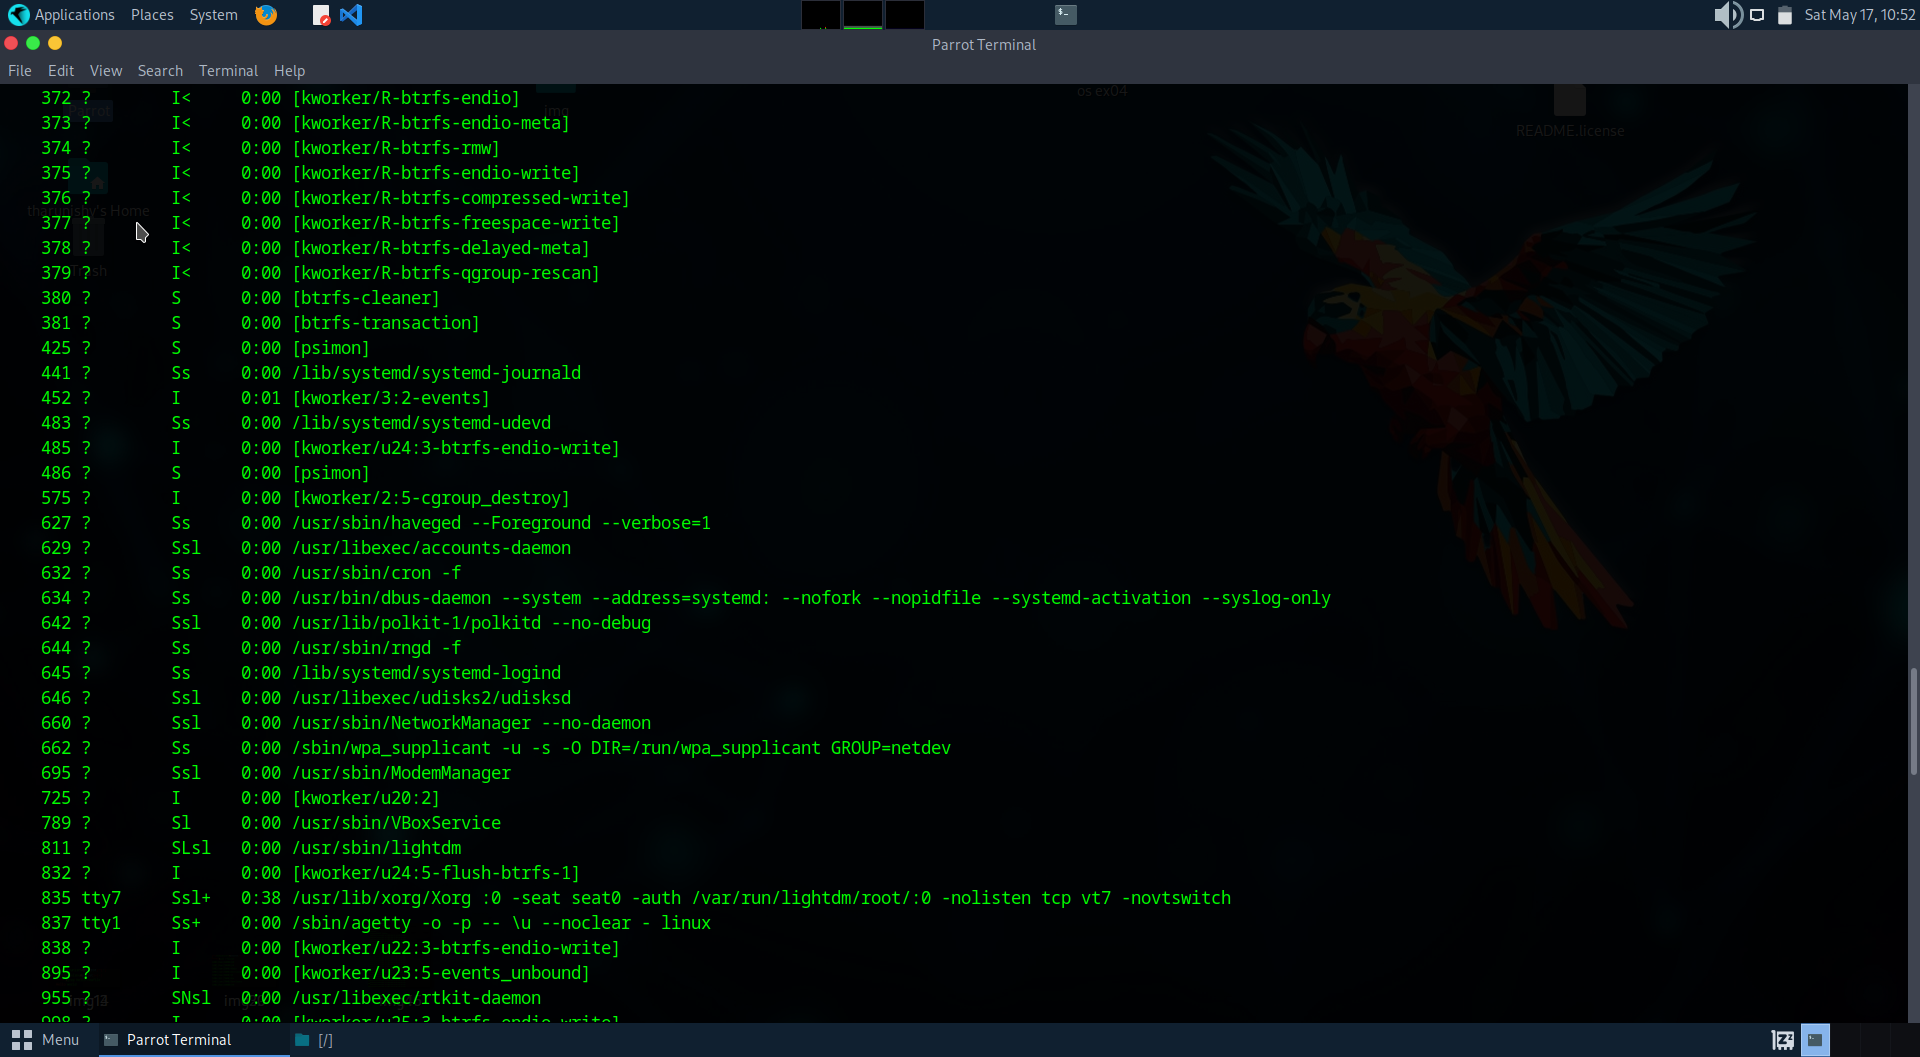 Applications Places System Sat May 17, 10:52
Parrot Terminal
File Edit View Search Terminal Help
372 ? I< 0:00 [kworker/R-btrfs-endio]
373 ? I< 0:00 [kworker/R-btrfs-endio-meta]
374 ? I< 0:00 [kworker/R-btrfs-rmw]
375 ? I< 0:00 [kworker/R-btrfs-endio-write]
376 ? I< 0:00 [kworker/R-btrfs-compressed-write]
377 ? I< 0:00 [kworker/R-btrfs-freespace-write]
378 ? I< 0:00 [kworker/R-btrfs-delayed-meta]
379 ? I< 0:00 [kworker/R-btrfs-qgroup-rescan]
380 ? S 0:00 [btrfs-cleaner]
381 ? S 0:00 [btrfs-transaction]
425 ? S 0:00 [psimon]
441 ? Ss 0:00 /lib/systemd/systemd-journald
452 ? I 0:01 [kworker/3:2-events]
483 ? Ss 0:00 /lib/systemd/systemd-udevd
485 ? I 0:00 [kworker/u24:3-btrfs-endio-write]
486 ? S 0:00 [psimon]
575 ? I 0:00 [kworker/2:5-cgroup_destroy]
627 ? Ss 0:00 /usr/sbin/haveged --Foreground --verbose=1
629 ? Ssl 0:00 /usr/libexec/accounts-daemon
632 ? Ss 0:00 /usr/sbin/cron -f
634 ? Ss 0:00 /usr/bin/dbus-daemon --system --address=systemd: --nofork --nopidfile --systemd-activation --syslog-only
642 ? Ssl 0:00 /usr/lib/polkit-1/polkitd --no-debug
644 ? Ss 0:00 /usr/sbin/rngd -f
645 ? Ss 0:00 /lib/systemd/systemd-logind
646 ? Ssl 0:00 /usr/libexec/udisks2/udisksd
660 ? Ssl 0:00 /usr/sbin/NetworkManager --no-daemon
662 ? Ss 0:00 /sbin/wpa_supplicant -u -s -O DIR=/run/wpa_supplicant GROUP=netdev
695 ? Ssl 0:00 /usr/sbin/ModemManager
725 ? I 0:00 [kworker/u20:2]
789 ? Sl 0:00 /usr/sbin/VBoxService
811 ? SLsl 0:00 /usr/sbin/lightdm
832 ? I 0:00 [kworker/u24:5-flush-btrfs-1]
835 tty7 Ssl+ 0:38 /usr/lib/xorg/Xorg :0 -seat seat0 -auth /var/run/lightdm/root/:0 -nolisten tcp vt7 -novtswitch
837 tty1 Ss+ 0:00 /sbin/agetty -o -p -- \u --noclear - linux
838 ? I 0:00 [kworker/u22:3-btrfs-endio-write]
895 ? I 0:00 [kworker/u23:5-events_unbound]
955 ? SNsl 0:00 /usr/libexec/rtkit-daemon
998 ? I 0:00 [kworker/u25:3-btrfs-endio-write]
os ex04
README.license
img
Menu Parrot Terminal [/]